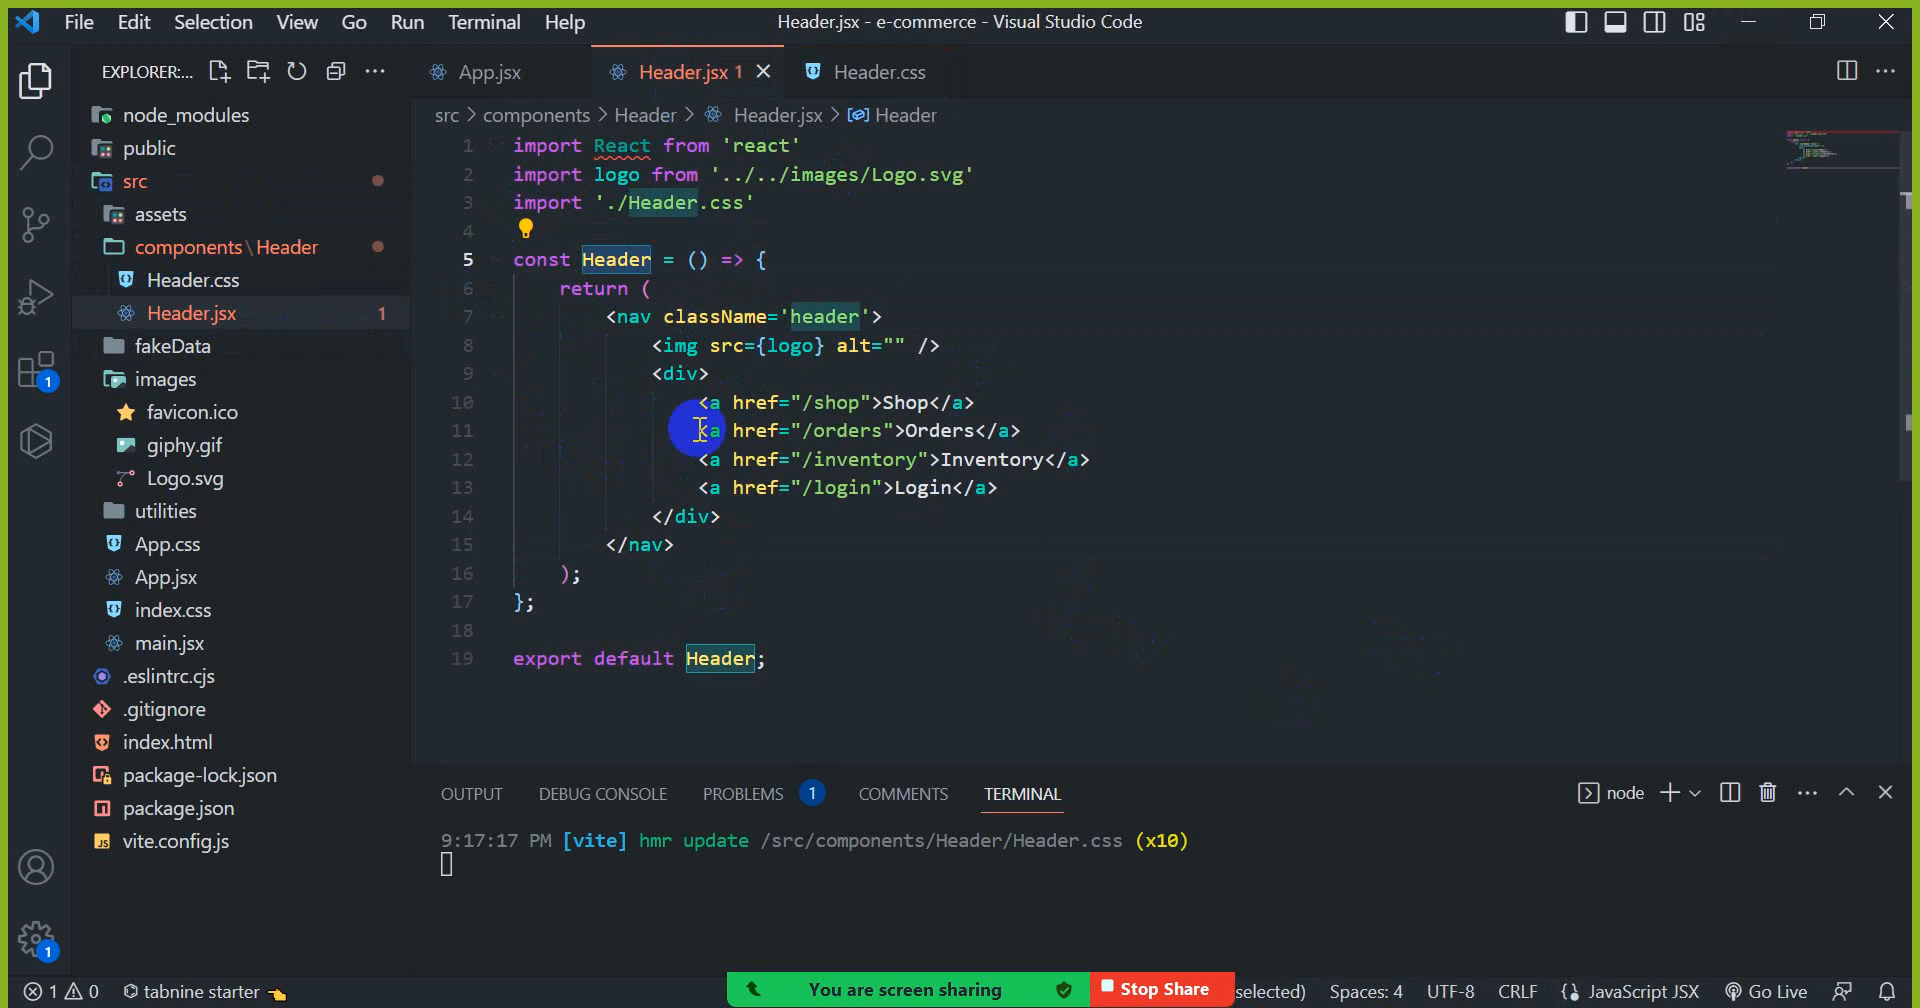 File Edit Selection View Go Run Terminal Help
Header.jsx - e-commerce - Visual Studio Code
EXPLORER:...
App.jsx
Header.jsx 1
Header.css
src > components > Header > Header.jsx > Header
node_modules
public
src
assets
components\Header
Header.css
Header.jsx 1
fakeData
images
favicon.ico
giphy.gif
Logo.svg
utilities
App.css
App.jsx
index.css
main.jsx
.eslintrc.cjs
.gitignore
index.html
package-lock.json
package.json
vite.config.js
1
1
1 import React from 'react'
2 import logo from '../../images/Logo.svg'
3 import './Header.css'
4
5 const Header = () => {
6 return (
7 <nav className='header'>
8 <img src={logo} alt="" />
9 <div>
10 <a href="/shop">Shop</a>
11 <a href="/orders">Orders</a>
12 <a href="/inventory">Inventory</a>
13 <a href="/login">Login</a>
14 </div>
15 </nav>
16 );
17 };
18
19 export default Header;
OUTPUT DEBUG CONSOLE PROBLEMS 1 COMMENTS TERMINAL
node
9:17:17 PM [vite] hmr update /src/components/Header/Header.css (x10)
1 0 tabnine starter
You are screen sharing
Stop Share
selected) Spaces: 4 UTF-8 CRLF JavaScript JSX Go Live